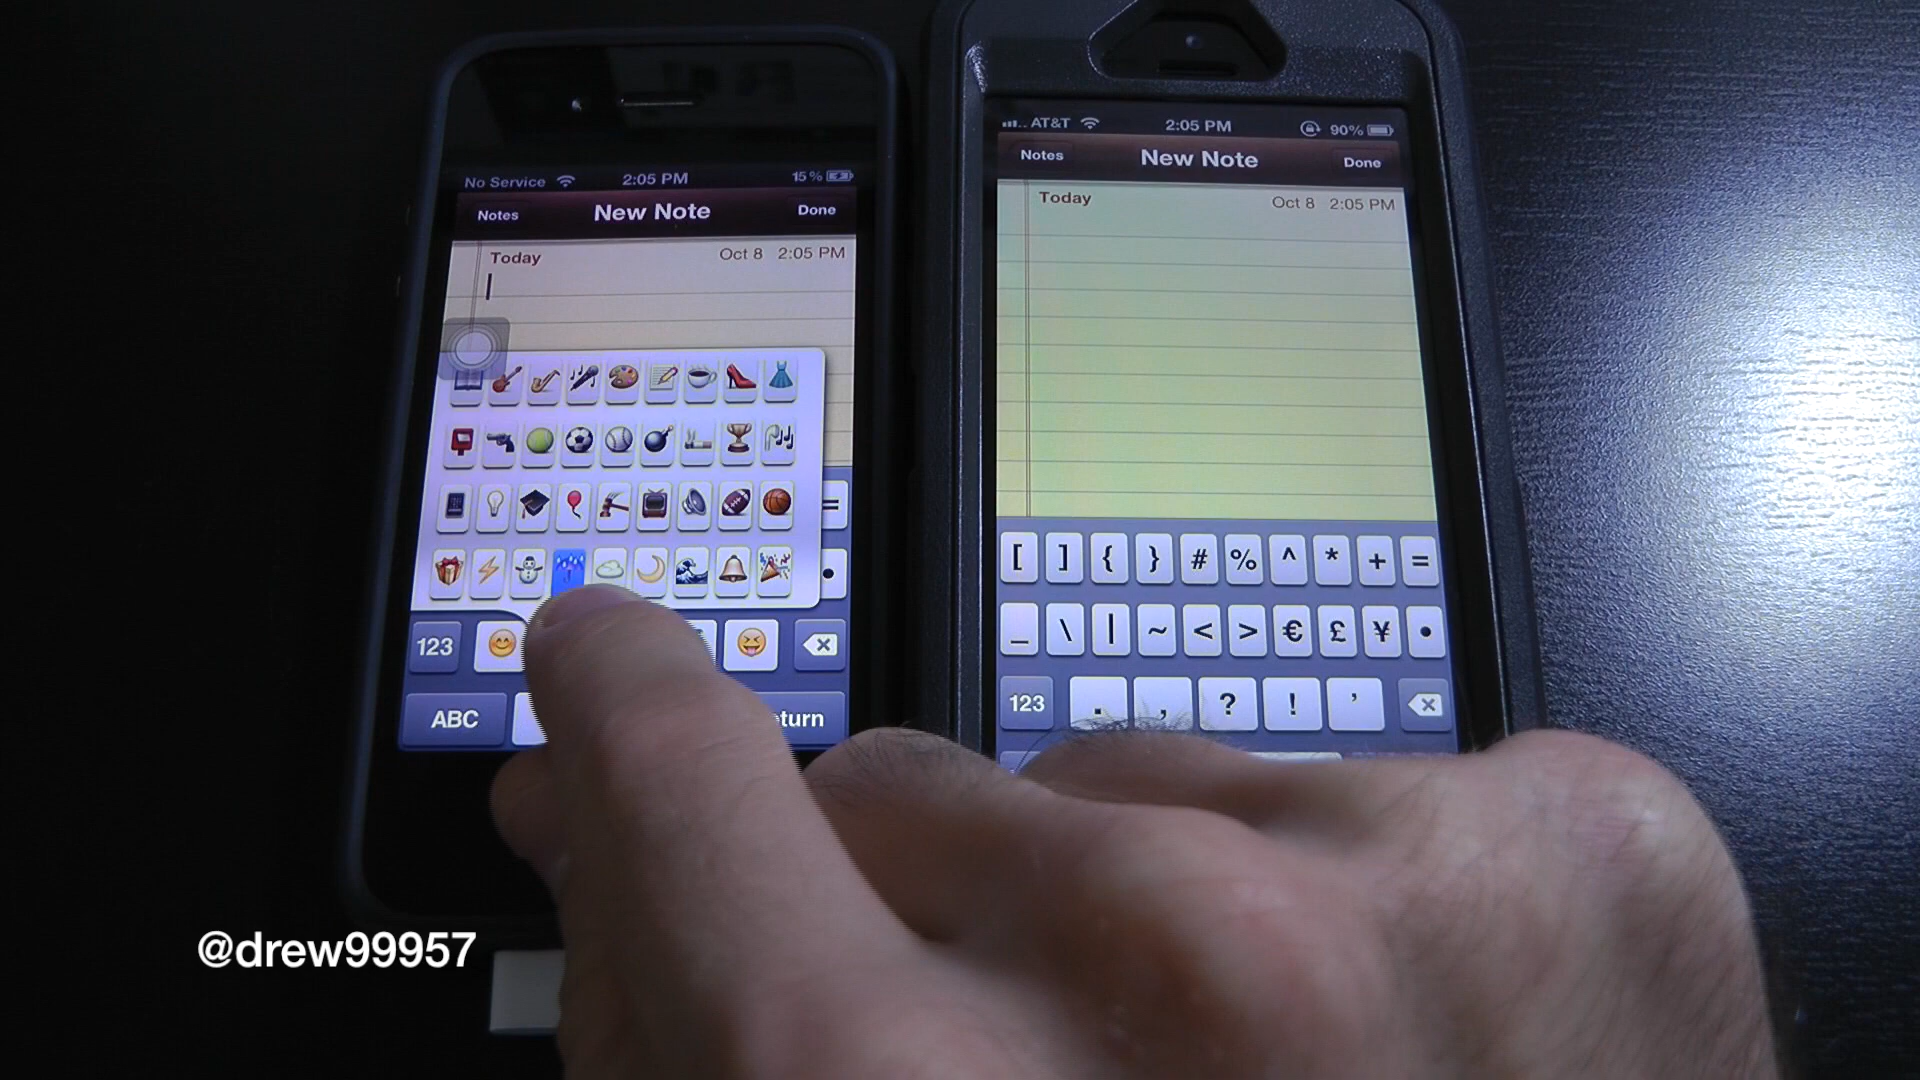 No Service 2:05 PM 15%
Notes New Note Done
Today Oct 8 2:05 PM
=
•
123
ABC eturn
AT&T 2:05 PM 90%
Notes New Note Done
Today Oct 8 2:05 PM
[ ] { } # % ^ * + =
_ \ | ~ < > € £ ¥ •
123 . , ? ! ’
@drew99957